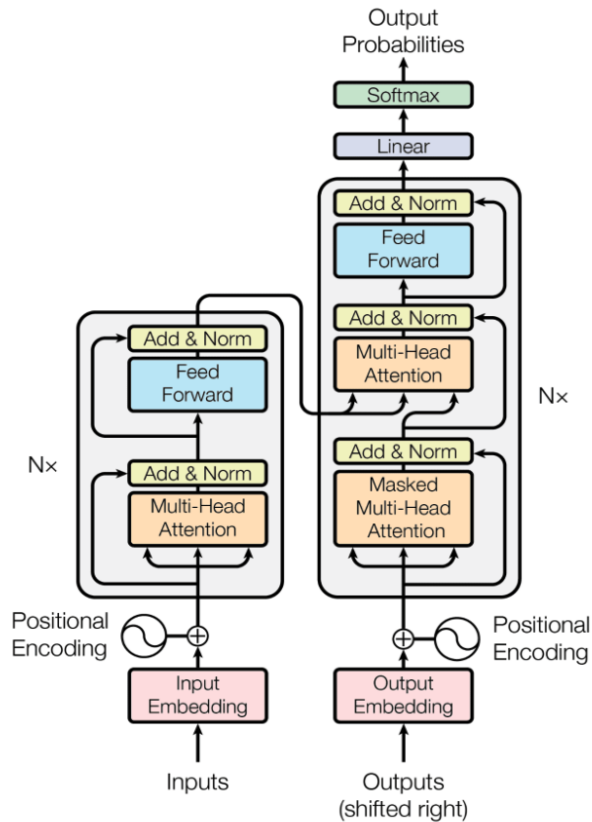 Output
Probabilities
Softmax
Linear
Add & Norm
Feed
Forward
Add & Norm
Multi-Head
Attention
Add & Norm
Masked
Multi-Head
Attention
N×
Positional
Encoding
Output
Embedding
Outputs
(shifted right)
Add & Norm
Feed
Forward
Add & Norm
Multi-Head
Attention
N×
Positional
Encoding
Input
Embedding
Inputs